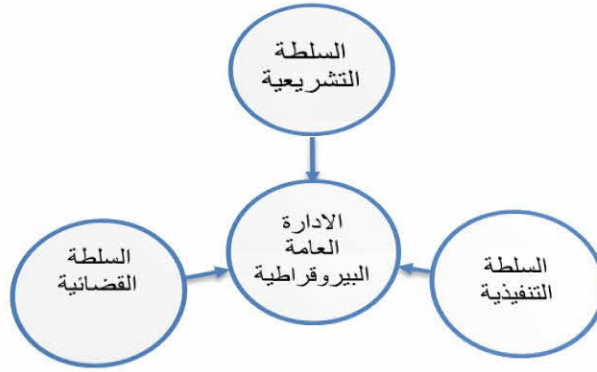 السلطة
التشريعية
الادارة
العامة
البيروقراطية
السلطة
التنفيذية
السلطة
القضائية